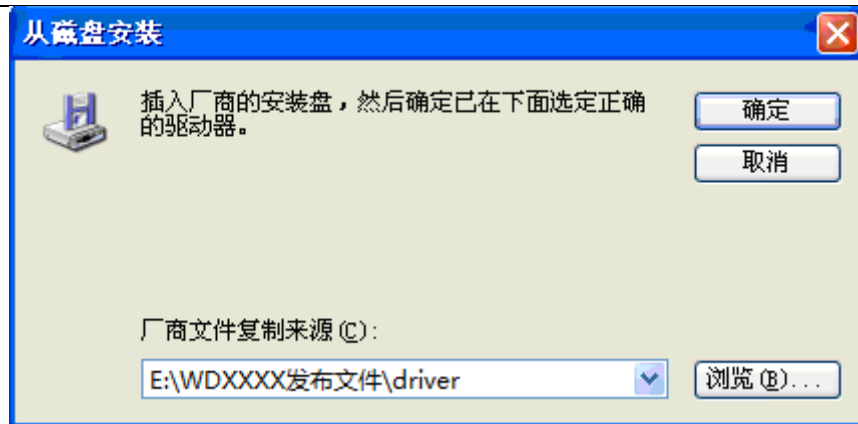 从磁盘安装
插入厂商的安装盘，然后确定已在下面选定正确
的驱动器。
确定
取消
厂商文件复制来源(C):
E:\WDXXXX发布文件\driver
浏览(B)...